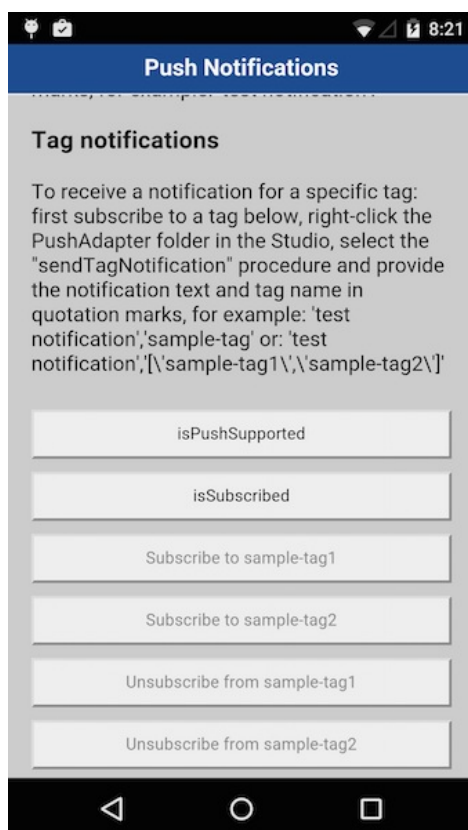 8:21
Push Notifications
Tag notifications
To receive a notification for a specific tag:
first subscribe to a tag below, right-click the
PushAdapter folder in the Studio, select the
"sendTagNotification" procedure and provide
the notification text and tag name in
quotation marks, for example: 'test
notification','sample-tag' or: 'test
notification','[\'sample-tag1\',\'sample-tag2\']'
isPushSupported
isSubscribed
Subscribe to sample-tag1
Subscribe to sample-tag2
Unsubscribe from sample-tag1
Unsubscribe from sample-tag2